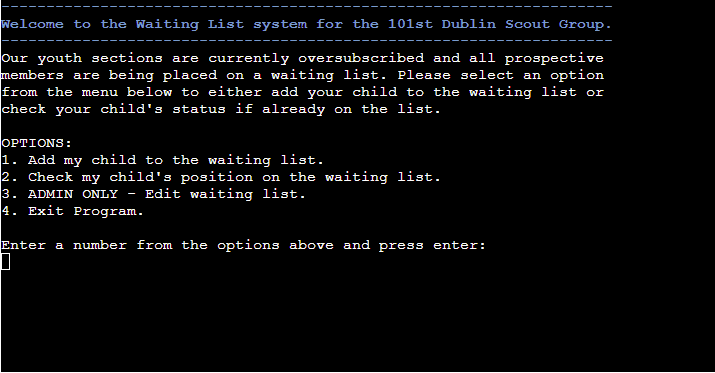 --------------------------------------------------------------------
Welcome to the Waiting List system for the 101st Dublin Scout Group.
--------------------------------------------------------------------
Our youth sections are currently oversubscribed and all prospective
members are being placed on a waiting list. Please select an option
from the menu below to either add your child to the waiting list or
check your child's status if already on the list.
OPTIONS:
1. Add my child to the waiting list.
2. Check my child's position on the waiting list.
3. ADMIN ONLY - Edit waiting list.
4. Exit Program.
Enter a number from the options above and press enter: